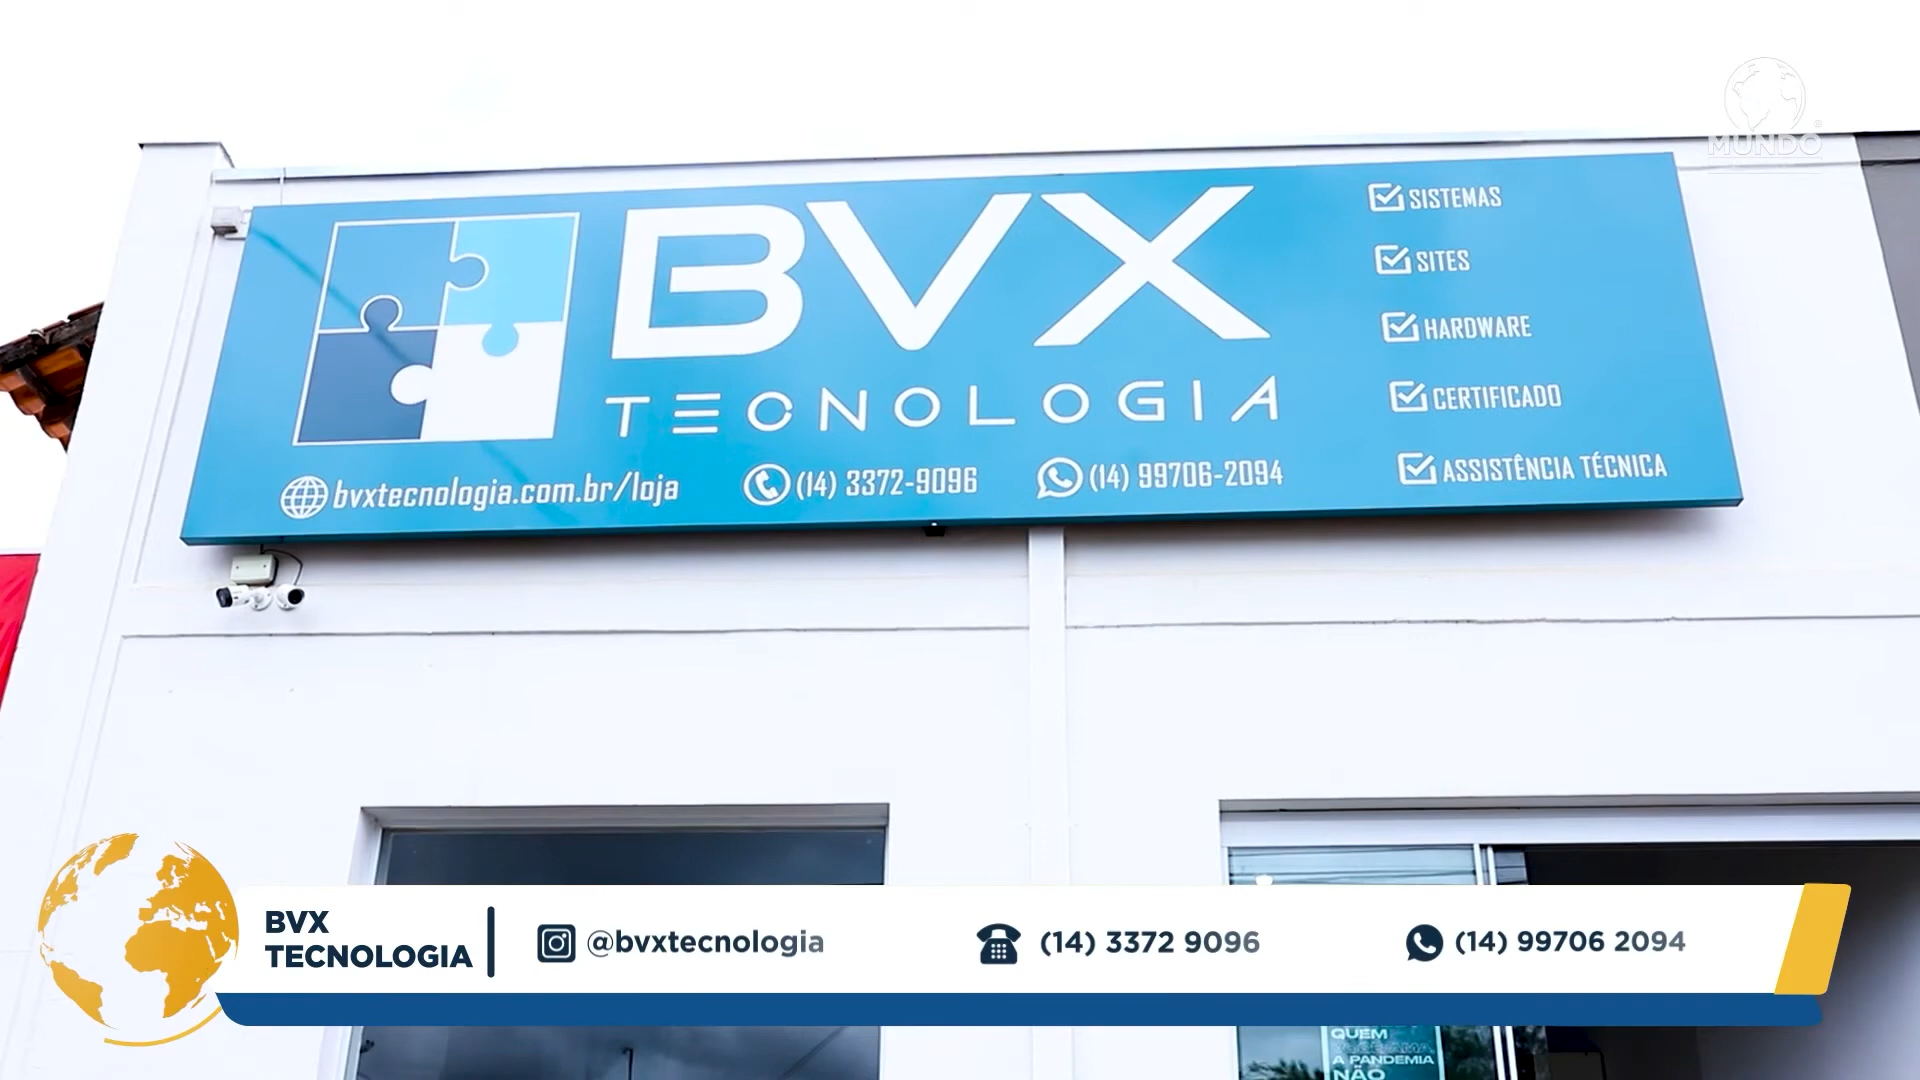 MUNDO
BVX
TECNOLOGIA
bvxtecnologia.com.br/loja
(14) 3372-9096
(14) 99706-2094
SISTEMAS
SITES
HARDWARE
CERTIFICADO
ASSISTÊNCIA TÉCNICA
BVX
TECNOLOGIA
@bvxtecnologia
(14) 3372 9096
(14) 99706 2094
QUEM
A PANDEMIA
NÃO